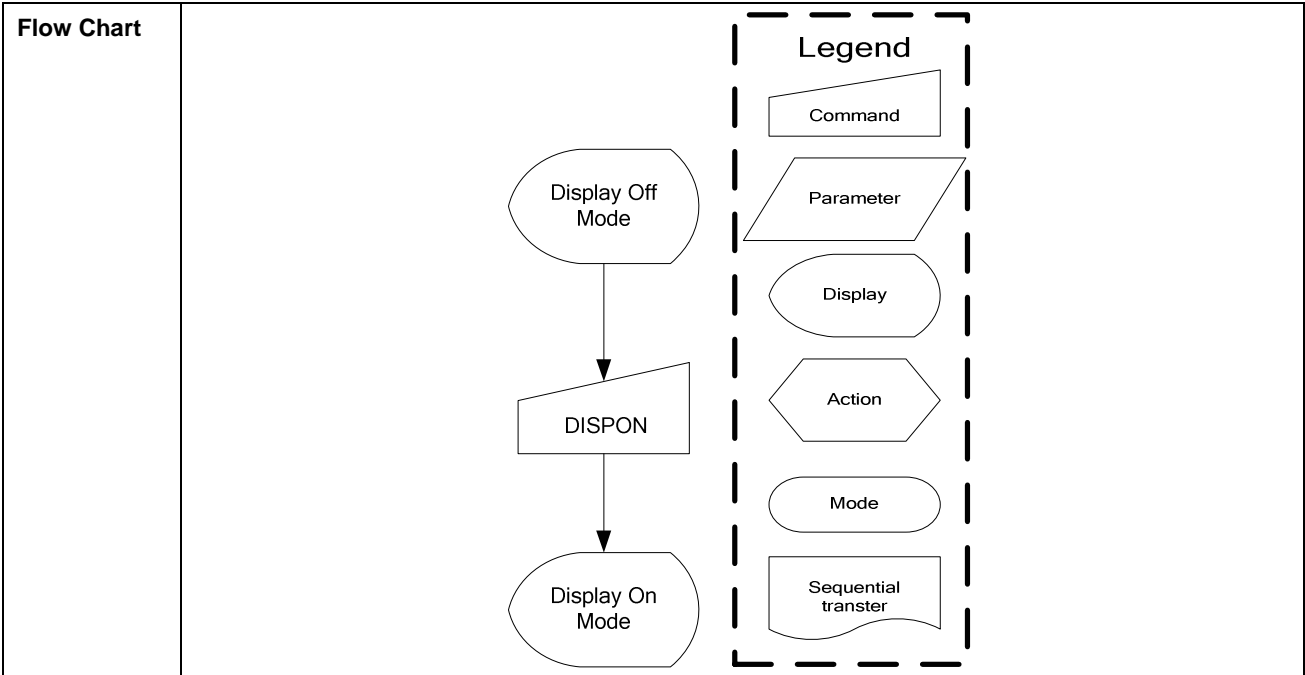 Flow Chart
Display Off
Mode
DISPON
Display On
Mode
Legend
Command
Parameter
Display
Action
Mode
Sequential
transter